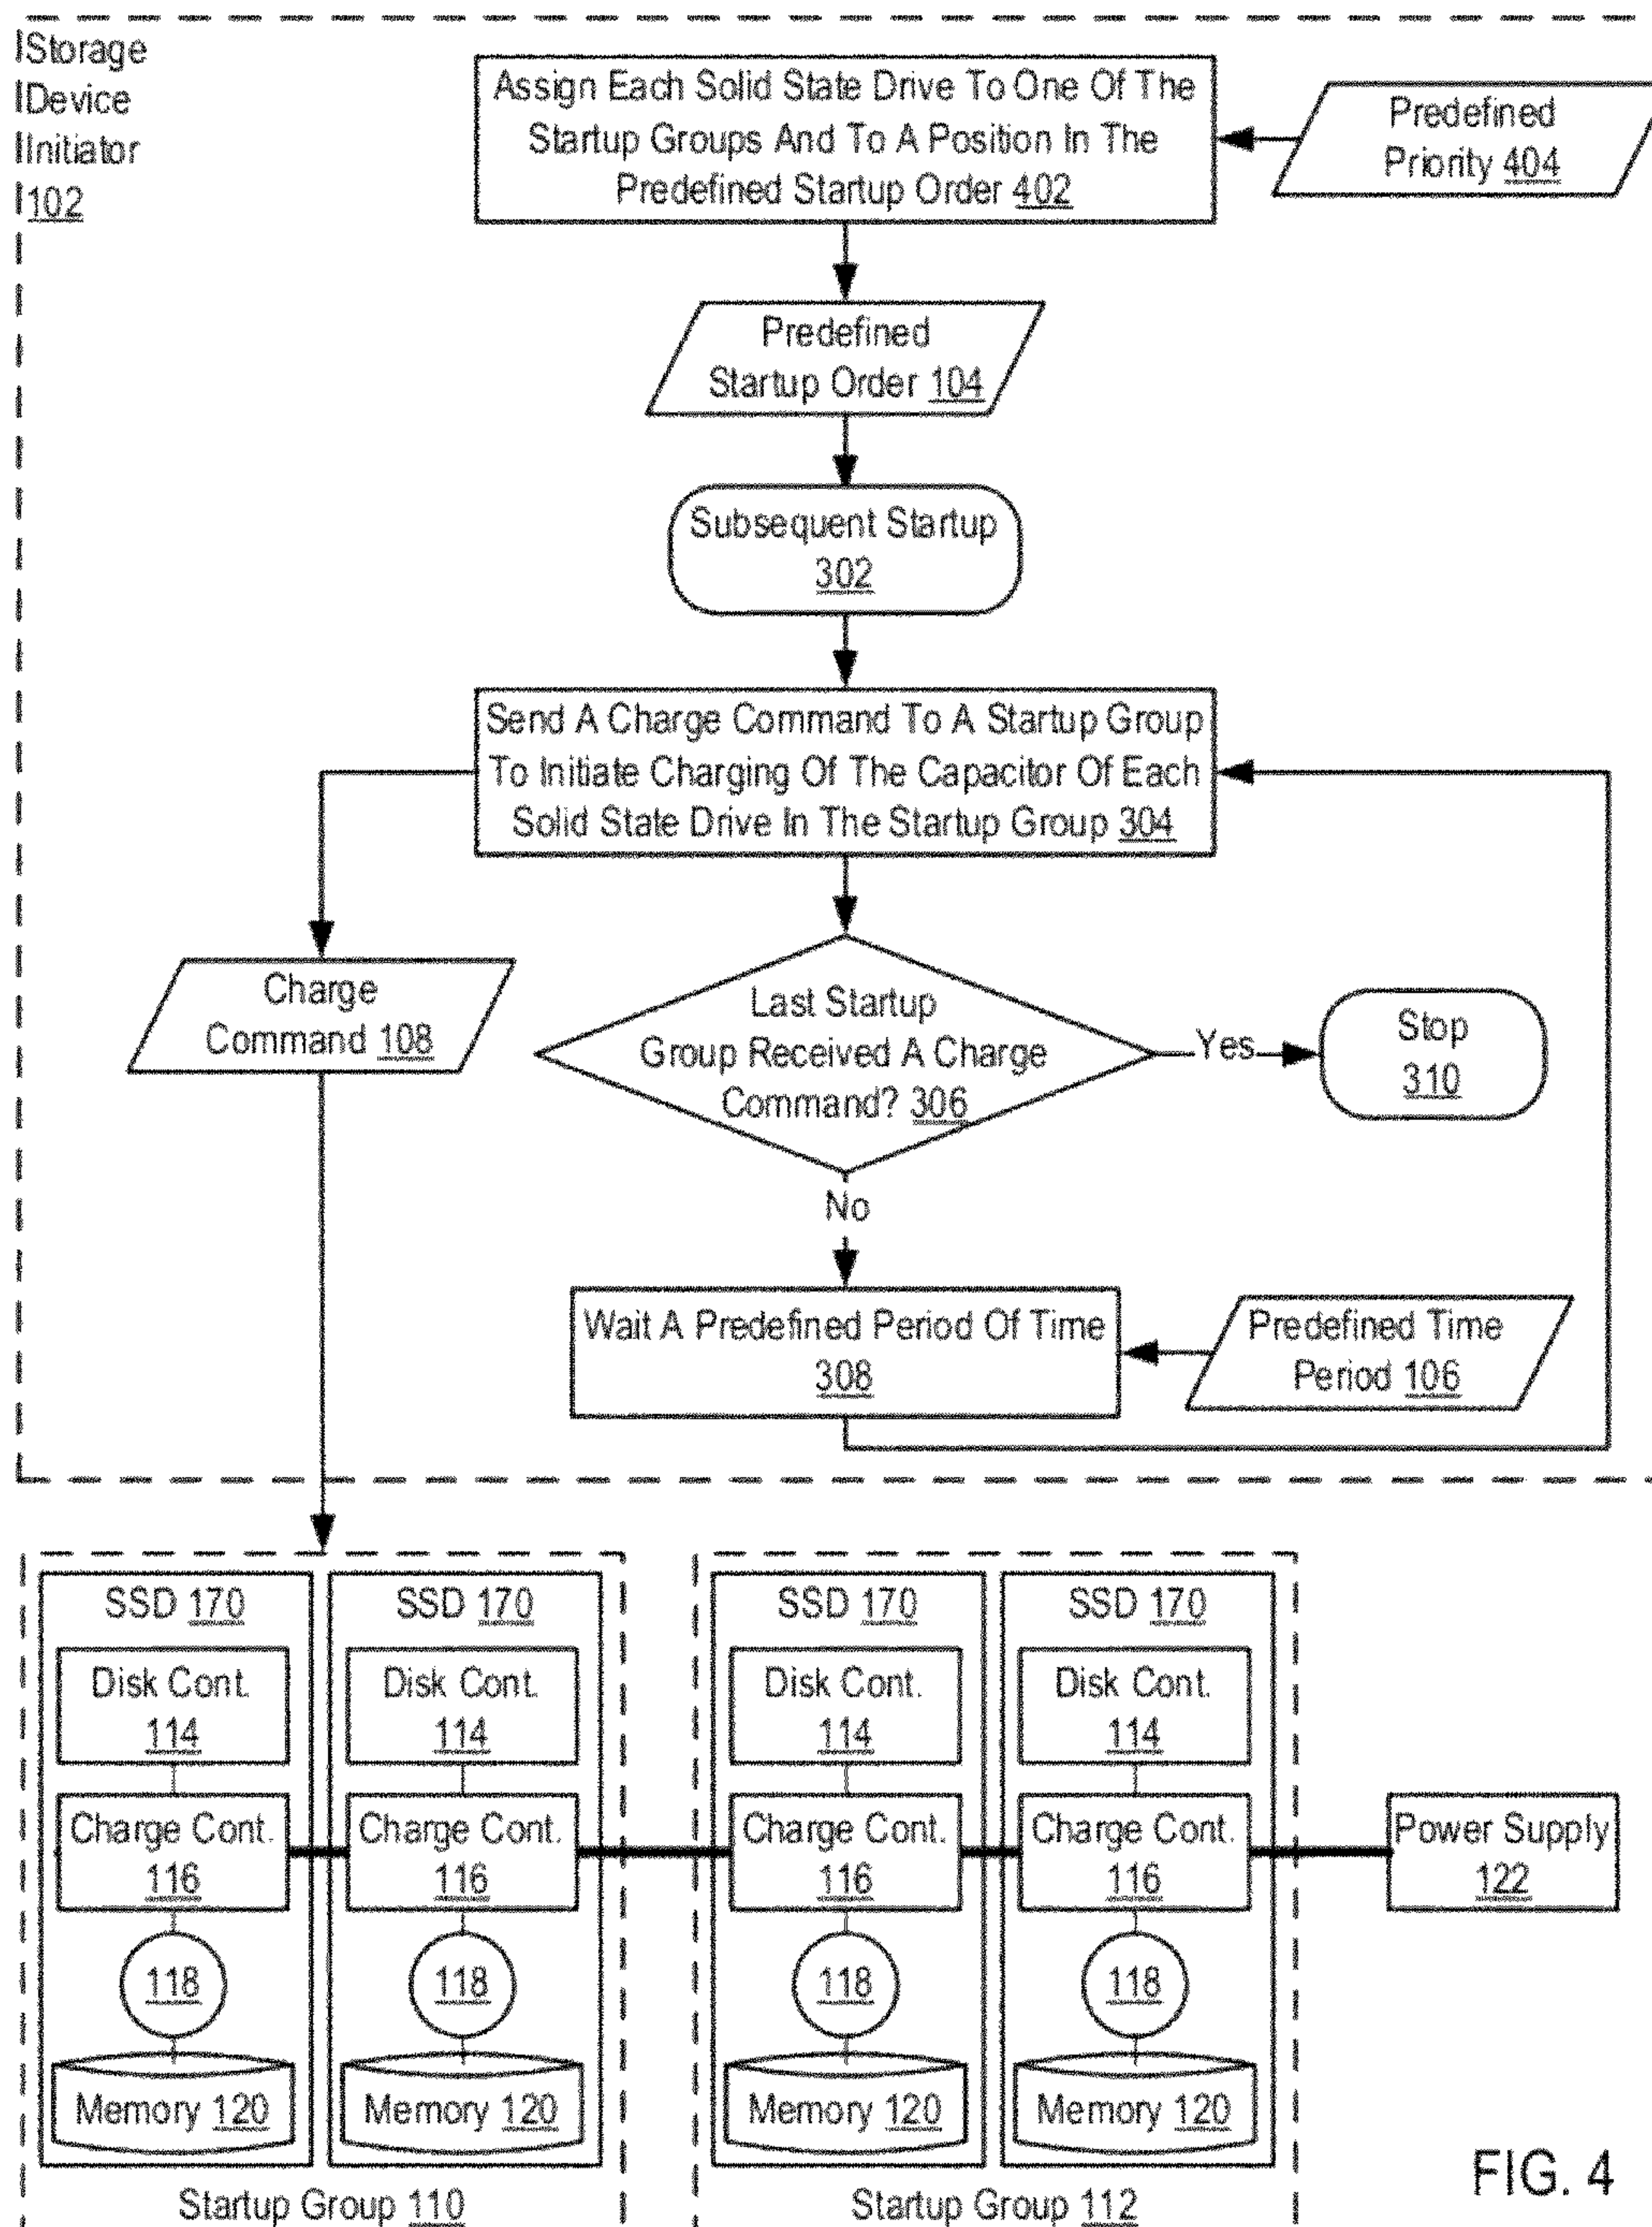 Storage
Device
Initiator
102
Assign Each Solid State Drive To One Of The
Startup Groups And To A Position In The
Predefined Startup Order 402
Predefined
Priority 404
Predefined
Startup Order 104
Subsequent Startup
302
Send A Charge Command To A Startup Group
To Initiate Charging Of The Capacitor Of Each
Solid State Drive In The Startup Group 304
Charge
Command 108
Last Startup
Group Received A Charge
Command? 306
Yes
Stop
310
No
Wait A Predefined Period Of Time
308
Predefined Time
Period 106
SSD 170
Disk Cont.
114
Charge Cont.
116
118
Memory 120
SSD 170
Disk Cont.
114
Charge Cont.
116
118
Memory 120
Startup Group 110
SSD 170
Disk Cont.
114
Charge Cont.
116
118
Memory 120
SSD 170
Disk Cont.
114
Charge Cont.
116
118
Memory 120
Startup Group 112
Power Supply
122
FIG. 4